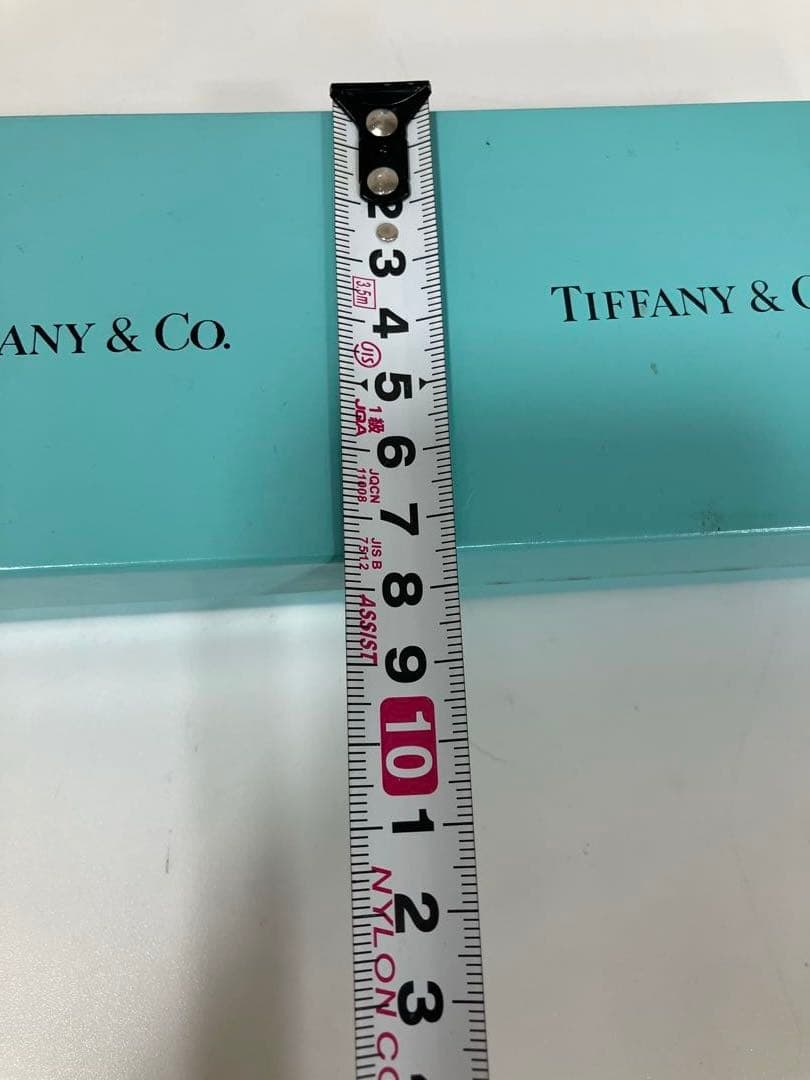 ANY & CO.
TIFFANY & C
2
3
3.5m
4
JIS
5
1級
JQA
6
JQCN
11008
7
JIS B
7512
8
ASSIST
9
10
1
2
3
NYLON CO